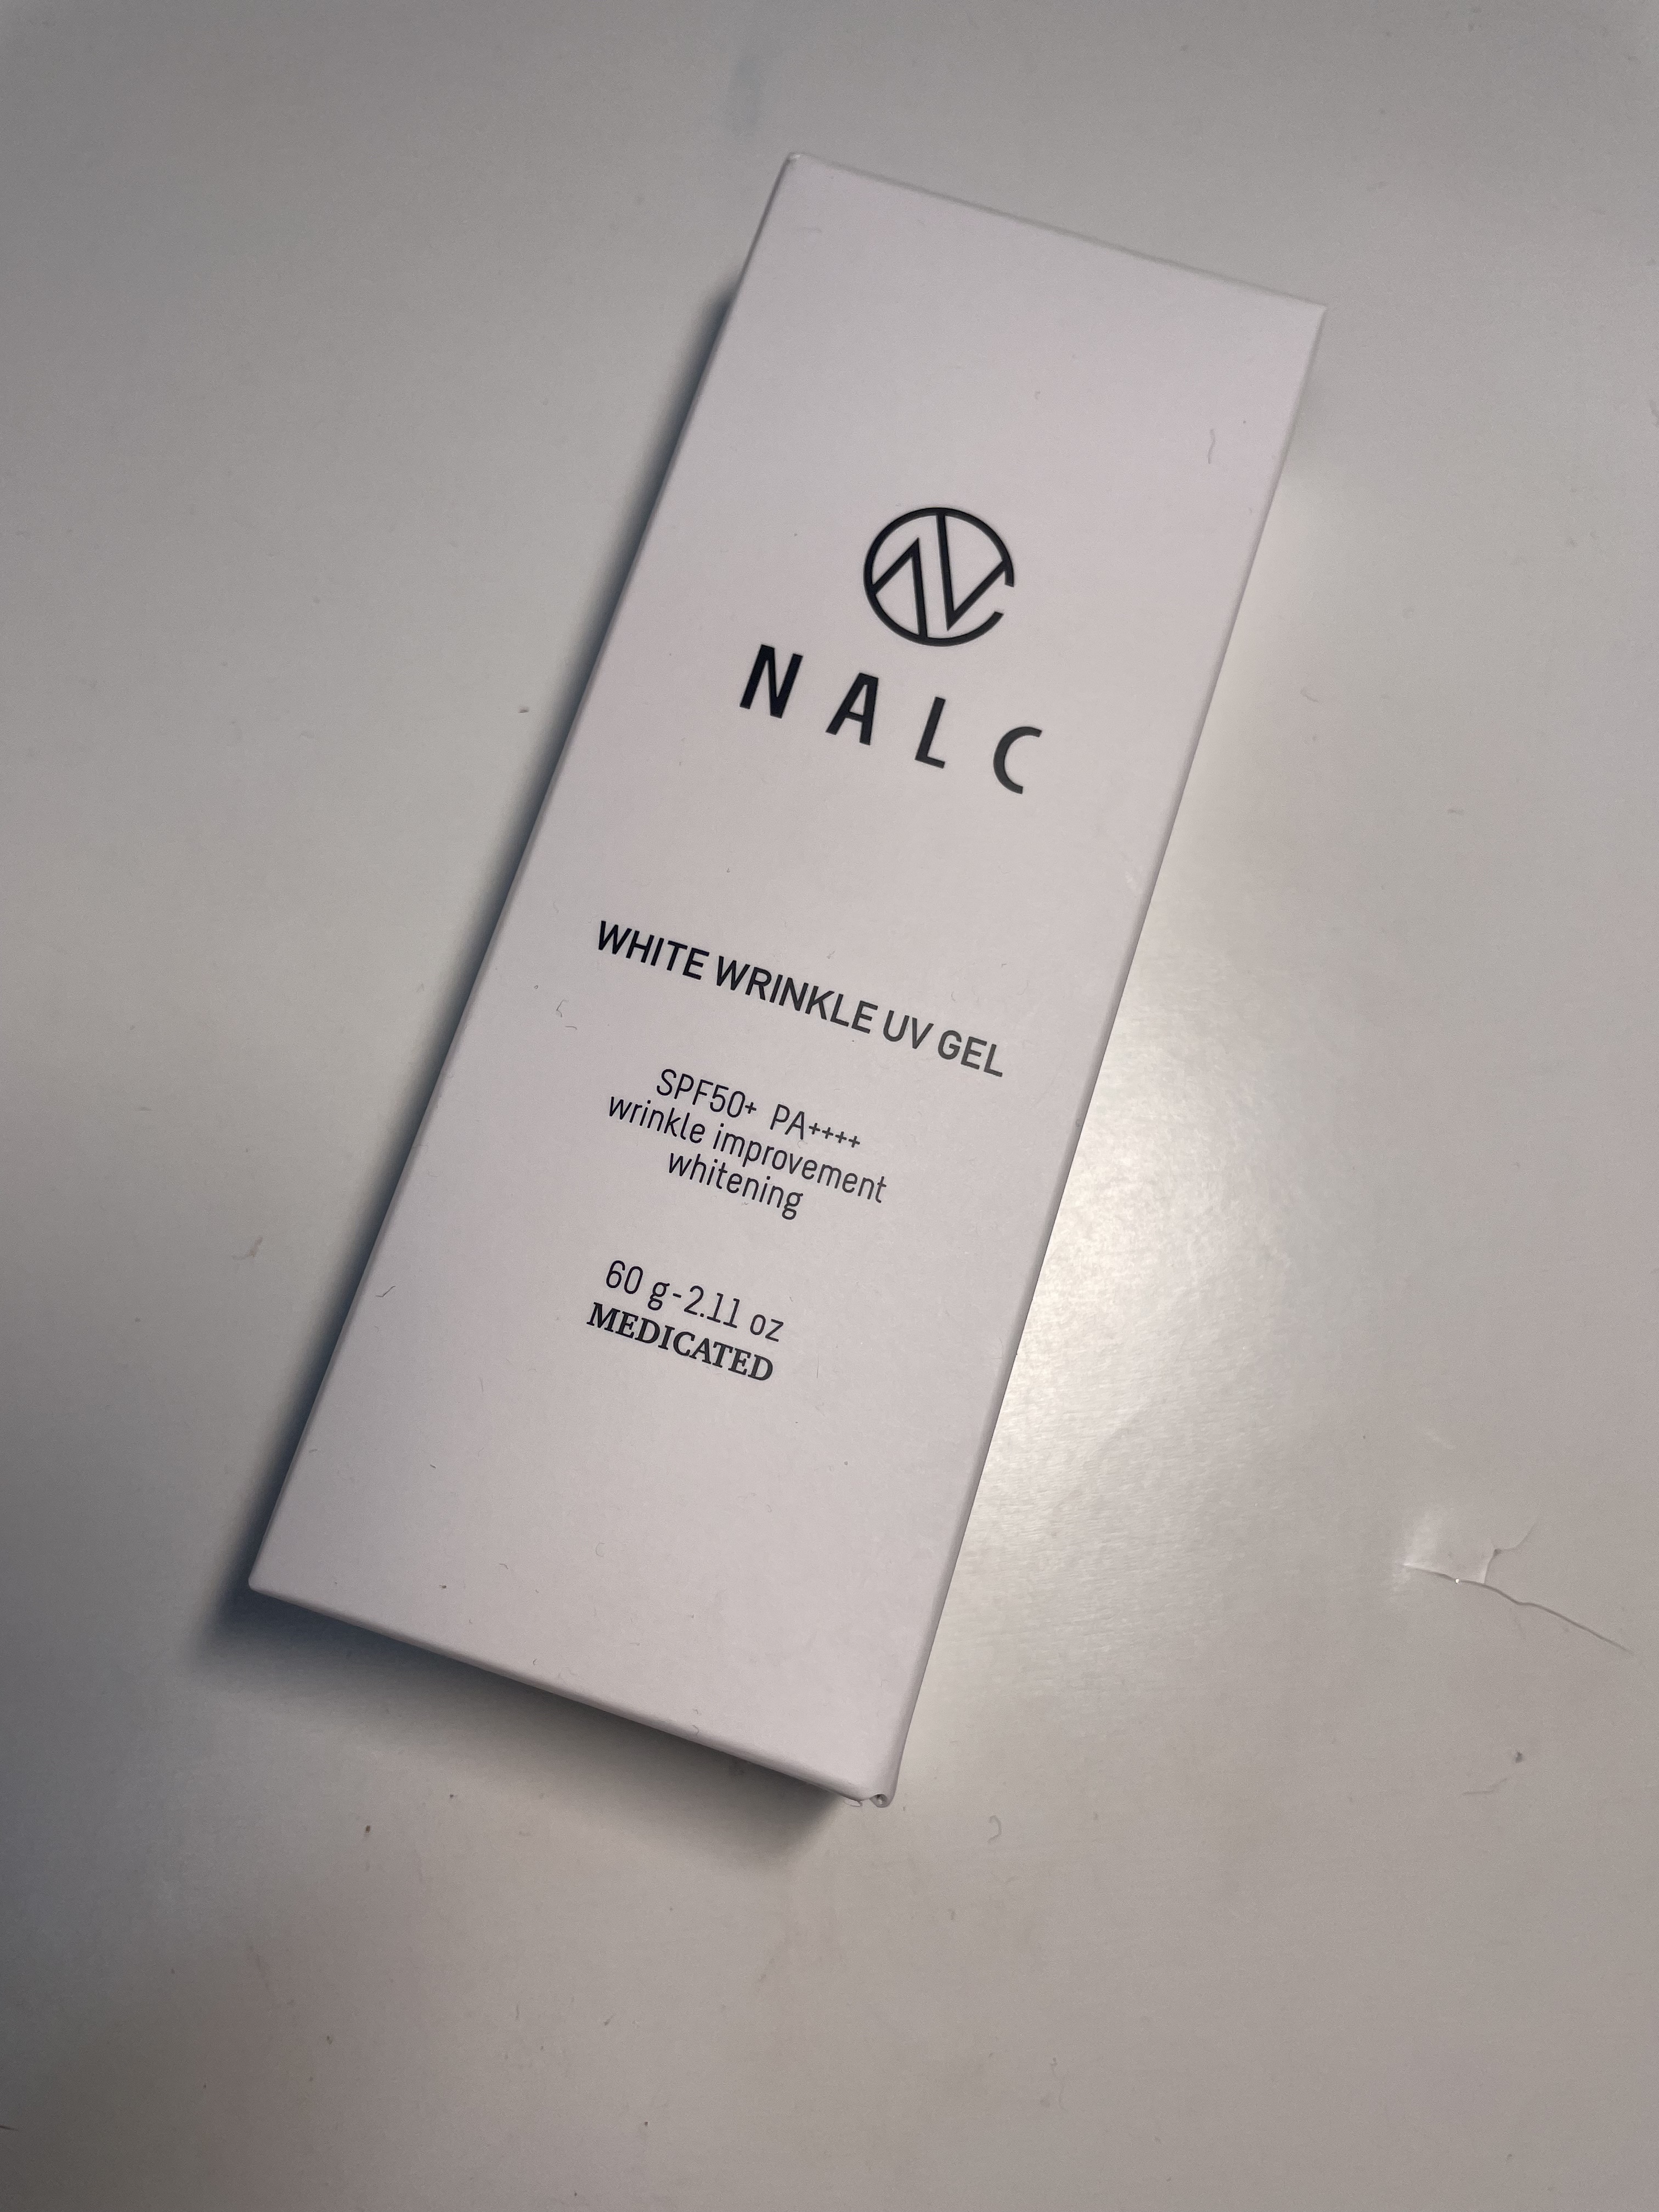 NALC
WHITE WRINKLE UV GEL
SPF50+ PA++++
wrinkle improvement
whitening
60 g-2.11 oz
MEDICATED